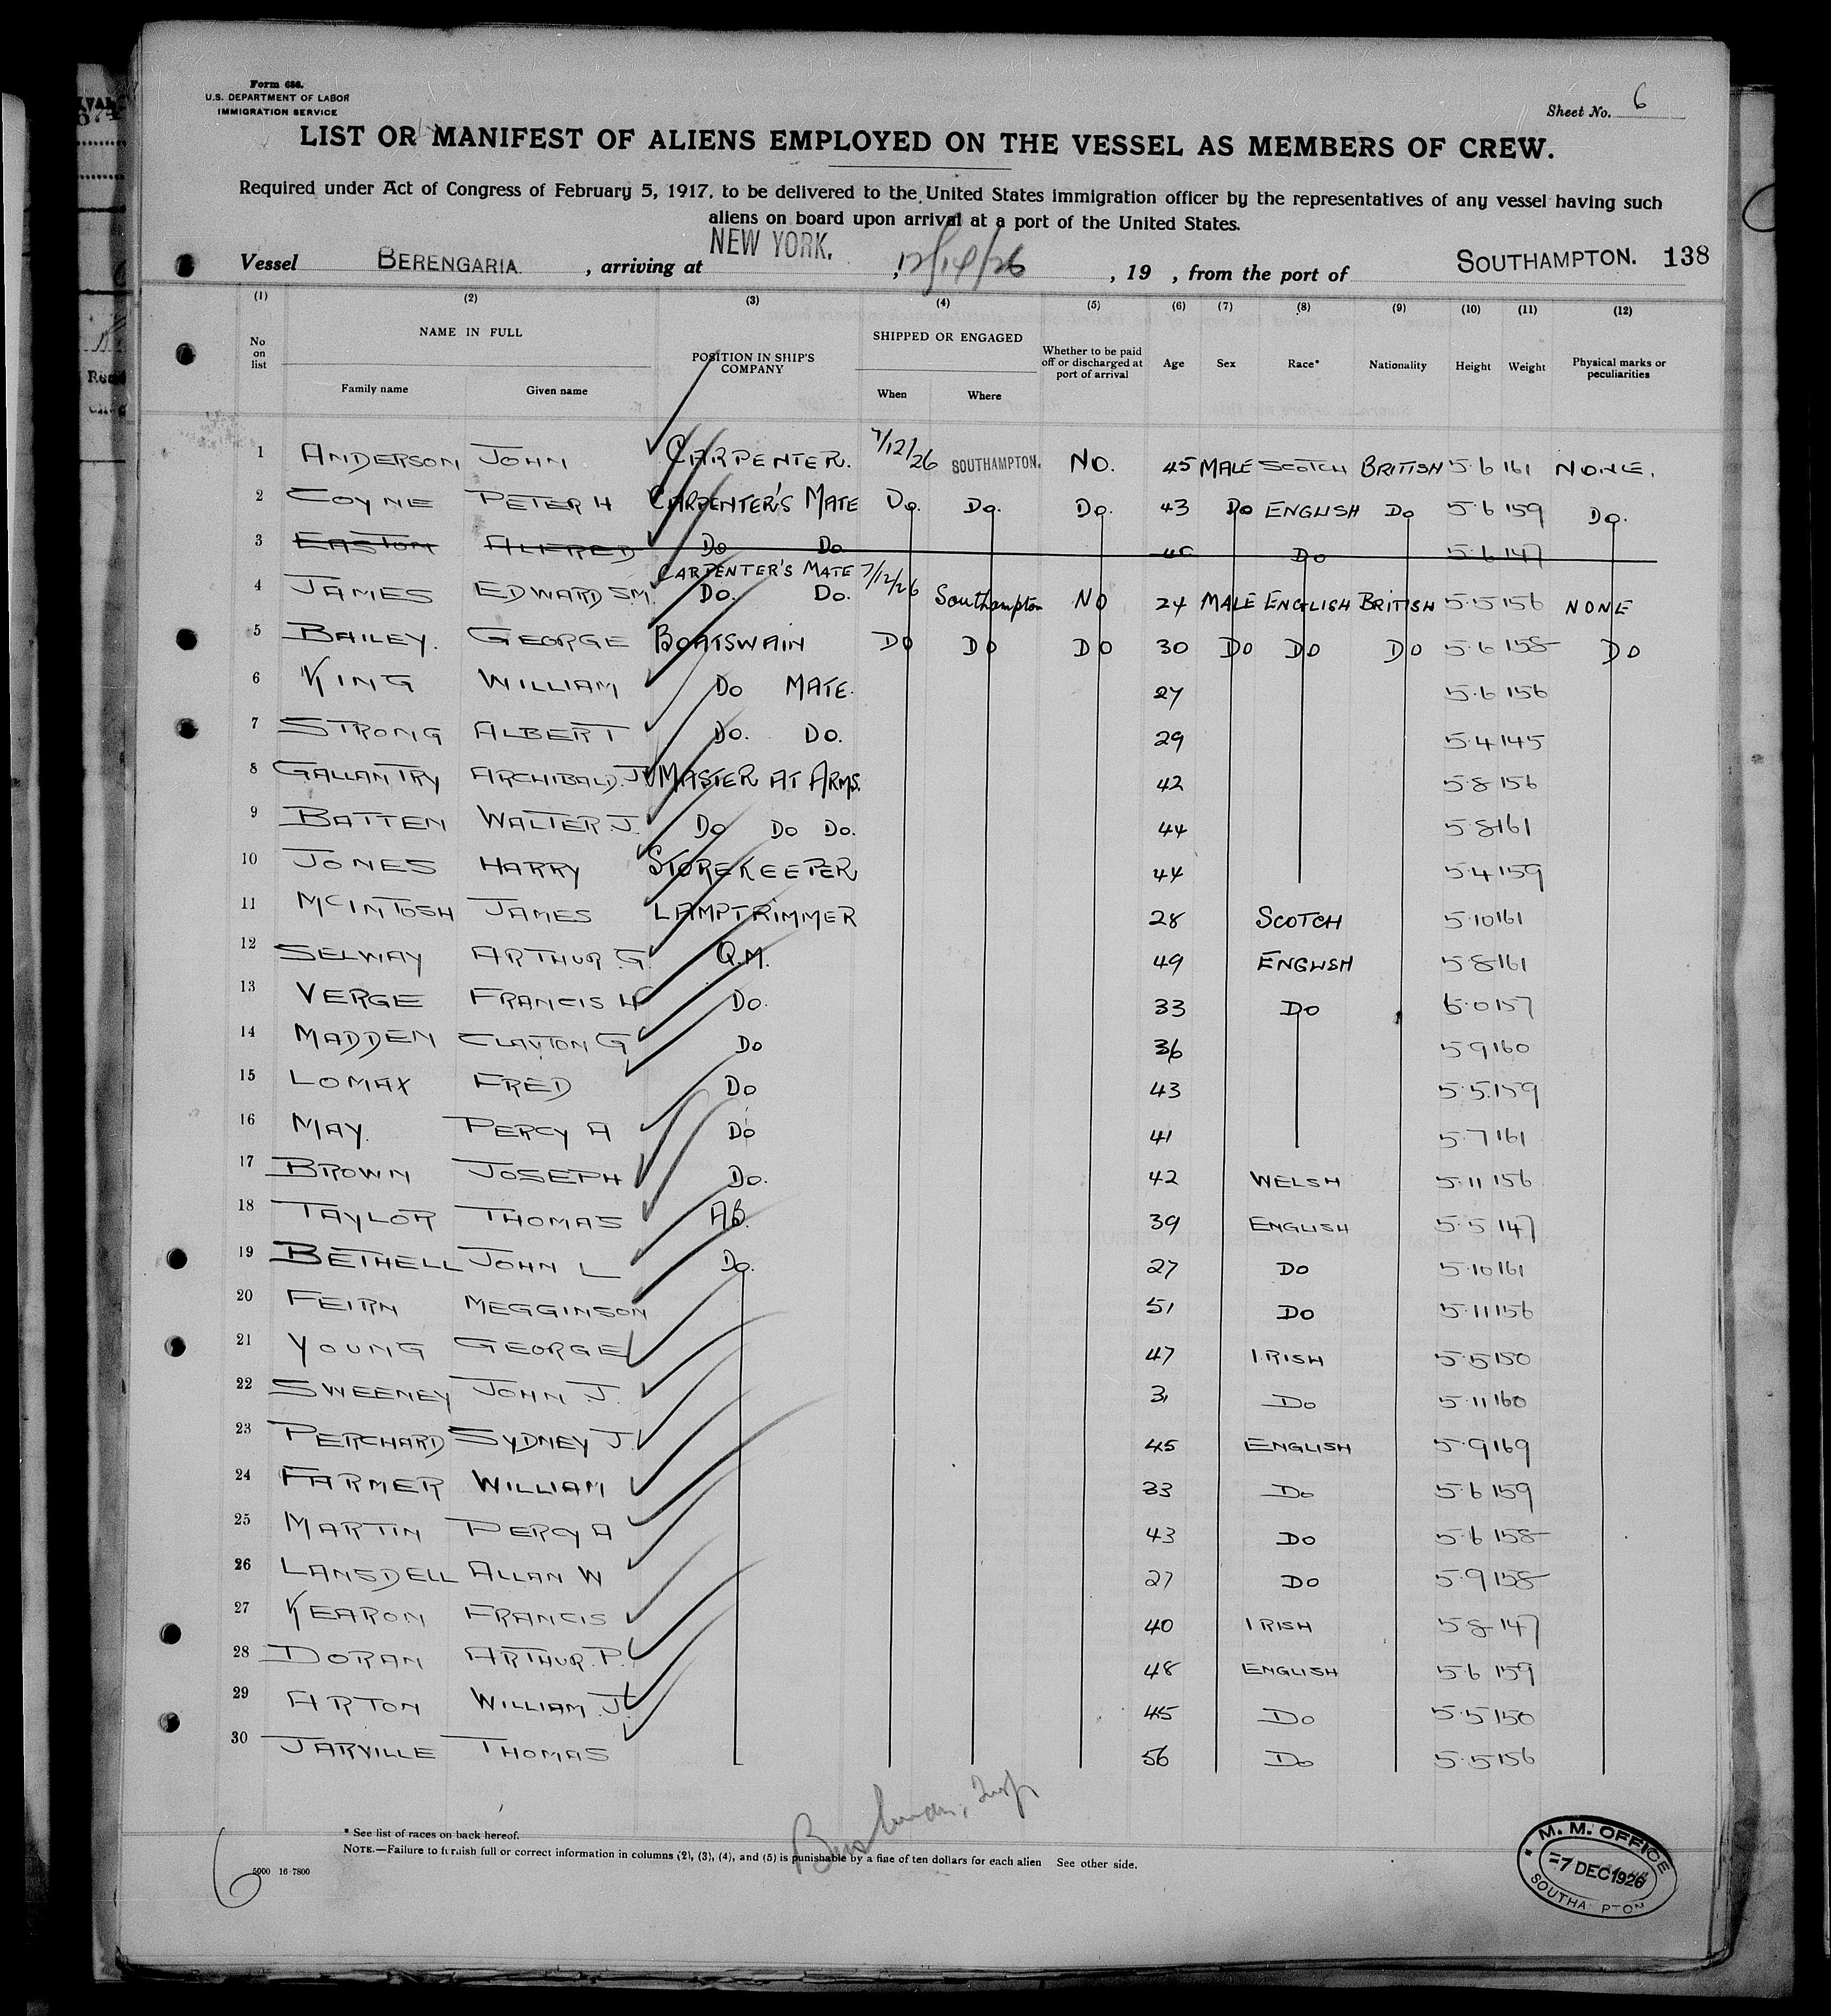 Form 686.
U.S. DEPARTMENT OF LABOR
IMMIGRATION SERVICE
Sheet No. 6
LIST OR MANIFEST OF ALIENS EMPLOYED ON THE VESSEL AS MEMBERS OF CREW.
Required under Act of Congress of February 5, 1917, to be delivered to the United States immigration officer by the representatives of any vessel having such
aliens on board upon arrival at a port of the United States.
Vessel BERENGARIA, arriving at NEW YORK. , 12/14/26, 19 , from the port of SOUTHAMPTON. 138
(1) (2) (3) (4) (5) (6) (7) (8) (9) (10) (11) (12)
No on list NAME IN FULL Family name Given name POSITION IN SHIP'S COMPANY SHIPPED OR ENGAGED When Where Whether to be paid off or discharged at port of arrival Age Sex Race* Nationality Height Weight Physical marks or peculiarities
1 ANDERSON JOHN CARPENTER. 7/12/26 SOUTHAMPTON. NO. 45 MALE SCOTCH BRITISH 5.6 161 NONE.
2 COYNE PETER H CARPENTER'S MATE Do. Do. Do. 43 Do ENGLISH Do 5.6 159 Do.
3 EASTON ALFRED Do Do Do 5.6 147
CARPENTER'S MATE
4 JAMES EDWARD S.M. Do. Do. 7/12/26 Southampton NO 24 MALE ENGLISH BRITISH 5.5 156 NONE
5 BAILEY. GEORGE BOATSWAIN DO DO DO 30 DO DO DO 5.6 158 DO
6 KING WILLIAM Do MATE. 27 5.6 156
7 STRONG ALBERT Do. Do. 29 5.4 145
8 GALLANTRY ARCHIBALD. J. MASTER AT ARMS. 42 5.8 156
9 BATTEN WALTER J. Do Do Do. 44 5.8 161
10 JONES HARRY STOREKEEPER 44 5.4 159
11 MCINTOSH JAMES LAMPTRIMMER 28 SCOTCH 5.10 161
12 SELWAY ARTHUR G. Q.M. 49 ENGLISH 5.8 161
13 VERGE FRANCIS H Do. 33 Do 6.0 157
14 MADDEN CLAYTON G Do 36 5.9 160
15 LOMAX FRED Do 43 5.5. 159
16 MAY. PERCY A Do 41 5.7 161
17 BROWN JOSEPH Do. 42 WELSH 5.11 156
18 TAYLOR THOMAS AB. 39 ENGLISH 5.5 147
19 BETHELL JOHN L Do. 27 DO 5.10 161
20 FEIRN MEGGINSON 51 DO 5.11 156
21 YOUNG GEORGE 47 IRISH 5.5 150
22 SWEENEY JOHN J. 31 Do 5.11 160
23 PERCHARD SYDNEY J. 45 ENGLISH 5.9 169
24 FARMER WILLIAM 33 Do 5.6 159
25 MARTIN PERCY A 43 DO 5.6 158
26 LANSDELL ALLAN W 27 DO 5.9 158
27 KEARON FRANCIS 40 IRISH 5.8 147
28 DORAN ARTHUR. P. 48 ENGLISH 5.6 159
29 ARTON WILLIAM. J. 45 Do 5.5 150
30 JARVILLE THOMAS 56 Do 5.5 156
* See list of races on back hereof.
NOTE.—Failure to furnish full or correct information in columns (2), (3), (4), and (5) is punishable by a fine of ten dollars for each alien See other side.
5000 16-7800
6
M. M. OFFICE
7 DEC 1926
SOUTHAMPTON